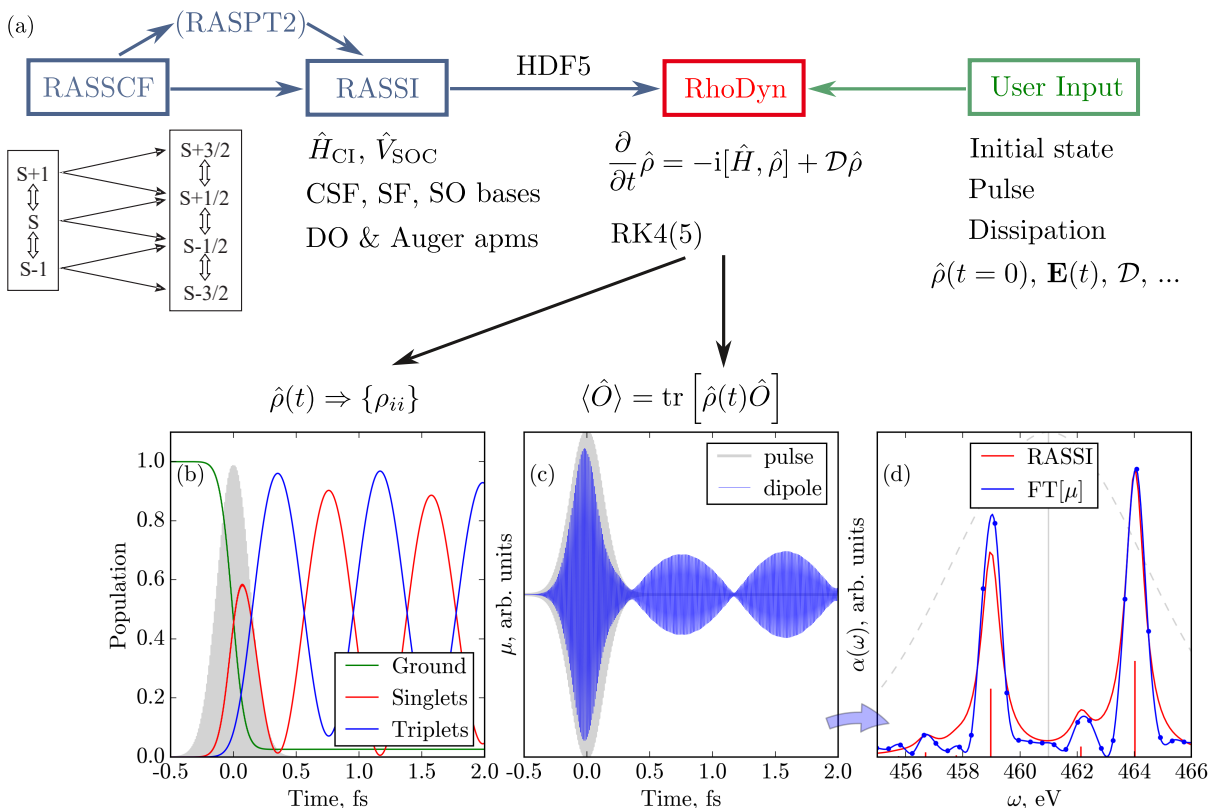 (a)
(RASPT2)
RASSCF
RASSI
HDF5
RhoDyn
User Input
S+1
S
S-1
S+3/2
S+1/2
S-1/2
S-3/2
Ĥ_CI, V̂_SOC
CSF, SF, SO bases
DO & Auger apms
∂/∂t ρ̂ = −i[Ĥ, ρ̂] + 𝒟ρ̂
RK4(5)
Initial state
Pulse
Dissipation
ρ̂(t = 0), E(t), 𝒟, ...
ρ̂(t) ⇒ {ρ_ii}
⟨Ô⟩ = tr [ρ̂(t)Ô]
(b)
Population
1.0
0.8
0.6
0.4
0.2
0.0
Ground
Singlets
Triplets
-0.5 0.0 0.5 1.0 1.5 2.0
Time, fs
(c)
pulse
dipole
μ, arb. units
-0.5 0.0 0.5 1.0 1.5 2.0
Time, fs
(d)
RASSI
FT[μ]
α(ω), arb. units
456 458 460 462 464 466
ω, eV